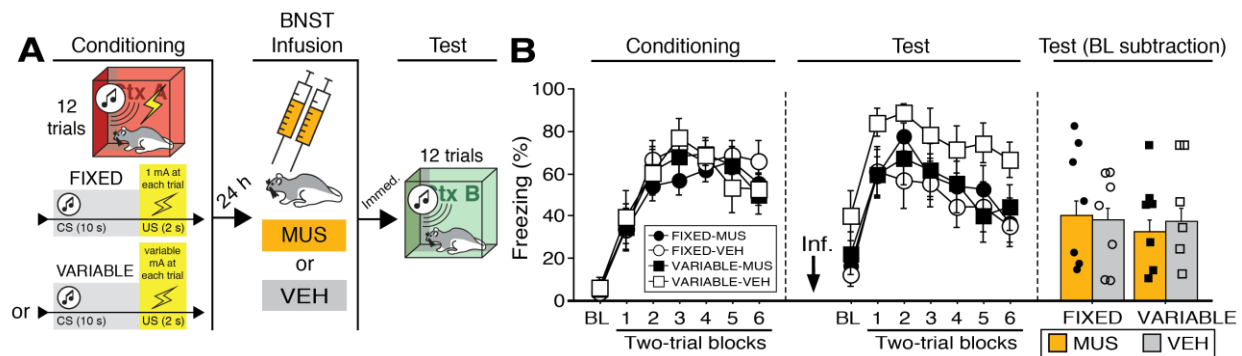 A
Conditioning
BNST
Infusion
Test
Ctx A
12
trials
FIXED
1 mA at
each trial
CS (10 s)
US (2 s)
or
VARIABLE
variable
mA at
each trial
CS (10 s)
US (2 s)
24 h
MUS
or
VEH
Immed.
12 trials
Ctx B
B
Conditioning
Test
Test (BL subtraction)
Freezing (%)
100
80
60
40
20
0
FIXED-MUS
FIXED-VEH
VARIABLE-MUS
VARIABLE-VEH
BL 1 2 3 4 5 6
Two-trial blocks
Inf.
BL 1 2 3 4 5 6
Two-trial blocks
FIXED VARIABLE
MUS VEH